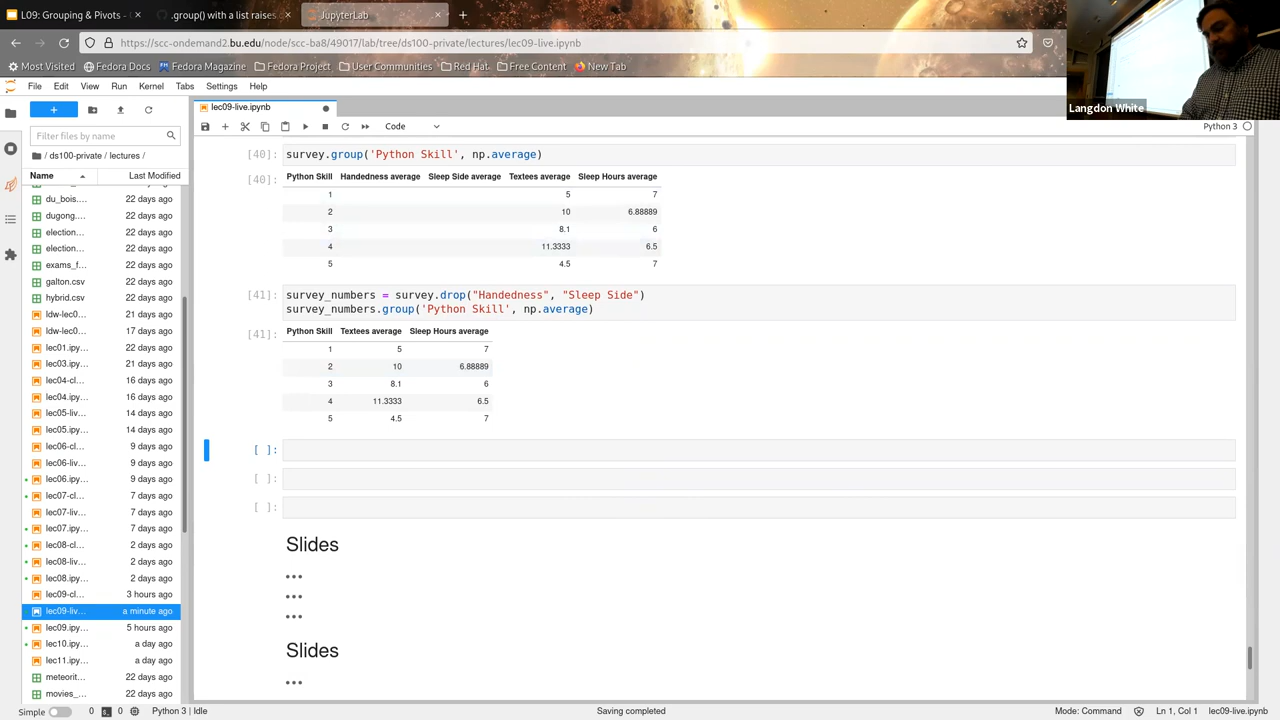 L09: Grouping & Pivots -
.group() with a list raises
JupyterLab
https://scc-ondemand2.bu.edu/node/scc-ba8/49017/lab/tree/ds100-private/lectures/lec09-live.ipynb
Most Visited Fedora Docs Fedora Magazine Fedora Project User Communities Red Hat Free Content New Tab
Langdon White
File Edit View Run Kernel Tabs Settings Help
lec09-live.ipynb
Code
Python 3
Filter files by name
/ ds100-private / lectures /
Name Last Modified
du_bois.... 22 days ago
dugong.... 22 days ago
election... 22 days ago
election... 22 days ago
exams_f... 22 days ago
galton.csv 22 days ago
hybrid.csv 22 days ago
ldw-lec0... 21 days ago
ldw-lec0... 17 days ago
lec01.ipy... 22 days ago
lec03.ipy... 21 days ago
lec04-cl... 16 days ago
lec04.ipy... 16 days ago
lec05-live... 14 days ago
lec05.ipy... 14 days ago
lec06-cl... 9 days ago
lec06-liv... 9 days ago
lec06.ipy... 9 days ago
lec07-cl... 7 days ago
lec07-liv... 7 days ago
lec07.ipy... 7 days ago
lec08-cl... 2 days ago
lec08-liv... 2 days ago
lec08.ipy... 2 days ago
lec09-cl... 3 hours ago
lec09-liv... a minute ago
lec09.ipy... 5 hours ago
lec10.ipy... a day ago
lec11.ipy... a day ago
meteorit... 22 days ago
movies_... 22 days ago
[40]: survey.group('Python Skill', np.average)
[40]: Python Skill Handedness average Sleep Side average Textees average Sleep Hours average
1 5 7
2 10 6.88889
3 8.1 6
4 11.3333 6.5
5 4.5 7
[41]: survey_numbers = survey.drop("Handedness", "Sleep Side")
survey_numbers.group('Python Skill', np.average)
[41]: Python Skill Textees average Sleep Hours average
1 5 7
2 10 6.88889
3 8.1 6
4 11.3333 6.5
5 4.5 7
[ ]:
[ ]:
[ ]:
Slides
•••
•••
•••
Slides
•••
Simple 0 0 Python 3 | Idle Saving completed Mode: Command Ln 1, Col 1 lec09-live.ipynb